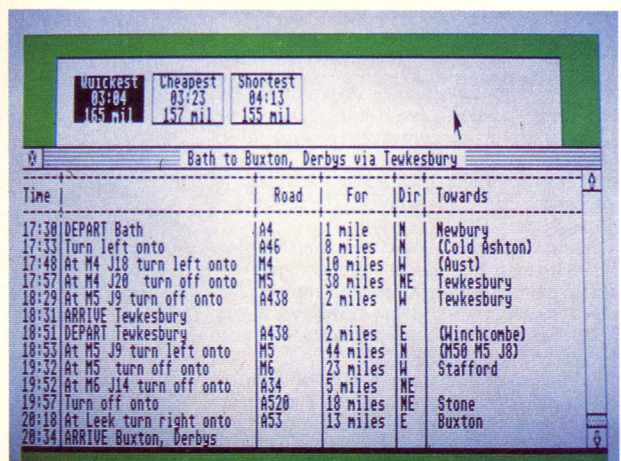 Quickest Cheapest Shortest
03:04 03:23 04:13
165 mil 157 mil 155 mil
Bath to Buxton, Derbys via Tewkesbury
Time Road For Dir Towards
17:30 DEPART Bath A4 1 mile N Newbury
17:33 Turn left onto A46 8 miles N (Cold Ashton)
17:48 At M4 J18 turn left onto M4 10 miles W (Aust)
17:57 At M4 J20 turn off onto M5 38 miles NE Tewkesbury
18:29 At M5 J9 turn off onto A438 2 miles W Tewkesbury
18:31 ARRIVE Tewkesbury
18:51 DEPART Tewkesbury A438 2 miles E (Winchcombe)
18:53 At M5 J9 turn left onto M5 44 miles N (M50 M5 J8)
19:32 At M5 turn off onto M6 23 miles W Stafford
19:52 At M6 J14 turn off onto A34 5 miles NE
19:57 Turn off onto A520 18 miles NE Stone
20:18 At Leek turn right onto A53 13 miles E Buxton
20:34 ARRIVE Buxton, Derbys